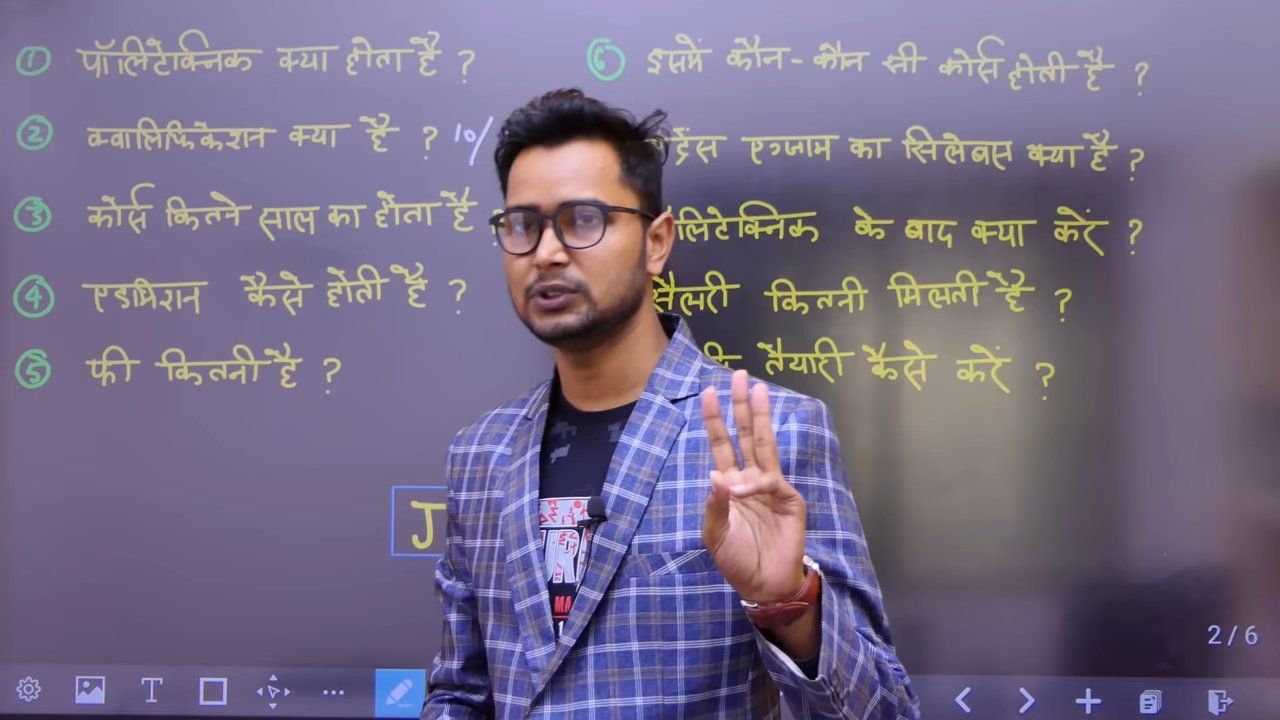 ① पॉलिटेक्निक क्या होता है ?
② क्वालिफिकेशन क्या है ? 10/
③ कोर्स कितने साल का होता है
④ एडमिशन कैसे होती है ?
⑤ फी कितनी है ?
⑥ इसमें कौन-कौन सी कोर्स होती है ?
एग्जाम का सिलेबस क्या है ?
के बाद क्या करें ?
सैलरी कितनी मिलती है ?
तैयारी कैसे करें ?
J
MA
2/6
T